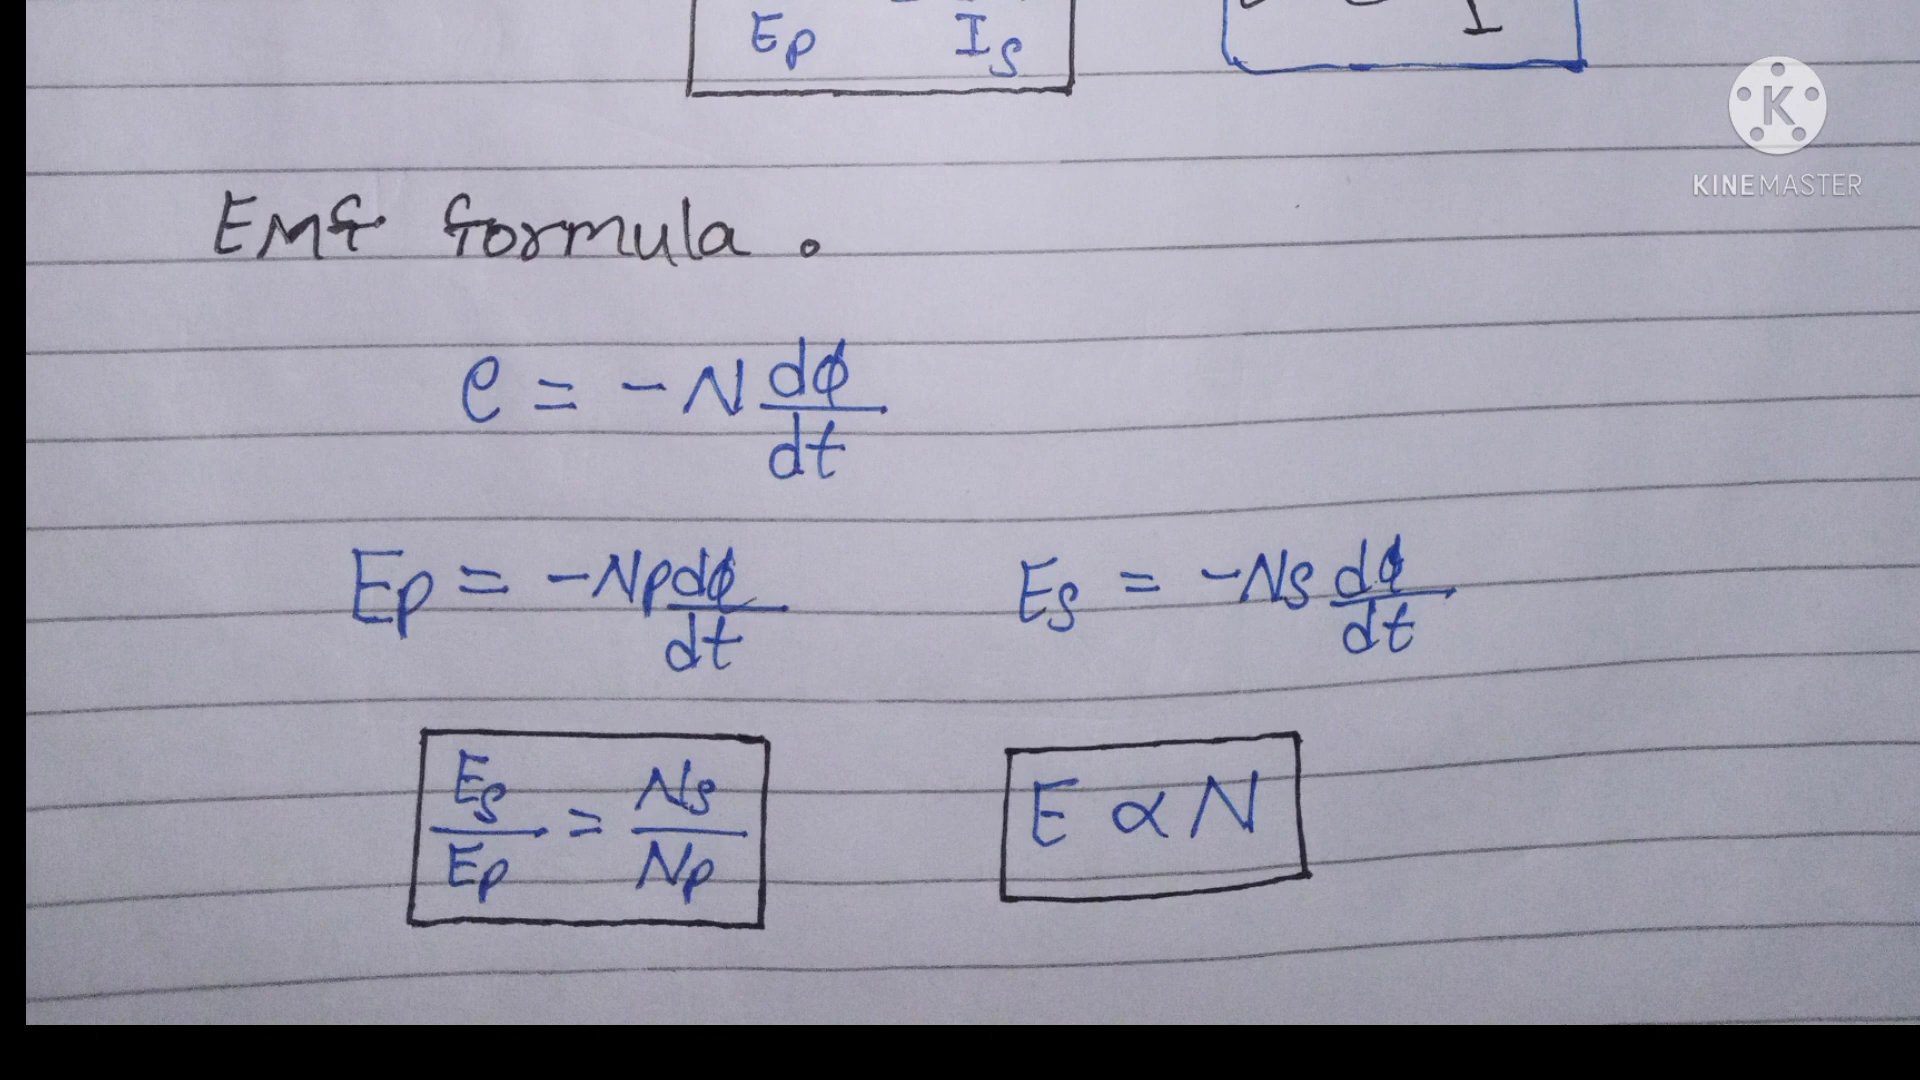 Ep Is
I
KINEMASTER
EMf formula.
e = -N dϕ/dt
Ep = -Np dϕ/dt Es = -Ns dϕ/dt
Es/Ep = Ns/Np E ∝ N